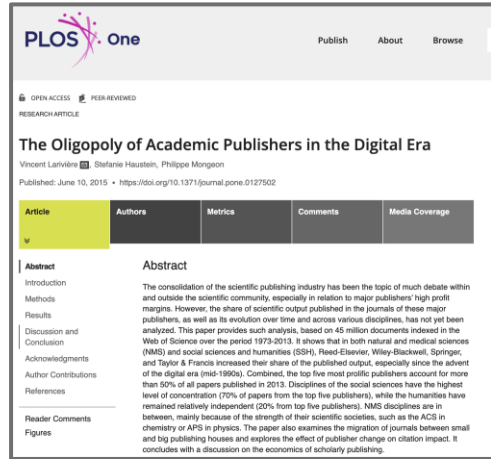 PLOS One
Publish About Browse
OPEN ACCESS PEER-REVIEWED
RESEARCH ARTICLE
The Oligopoly of Academic Publishers in the Digital Era
Vincent Larivière, Stefanie Haustein, Philippe Mongeon
Published: June 10, 2015 • https://doi.org/10.1371/journal.pone.0127502
Article Authors Metrics Comments Media Coverage
Abstract
Introduction
Methods
Results
Discussion and
Conclusion
Acknowledgments
Author Contributions
References
Reader Comments
Figures
Abstract
The consolidation of the scientific publishing industry has been the topic of much debate within
and outside the scientific community, especially in relation to major publishers' high profit
margins. However, the share of scientific output published in the journals of these major
publishers, as well as its evolution over time and across various disciplines, has not yet been
analyzed. This paper provides such analysis, based on 45 million documents indexed in the
Web of Science over the period 1973-2013. It shows that in both natural and medical sciences
(NMS) and social sciences and humanities (SSH), Reed-Elsevier, Wiley-Blackwell, Springer,
and Taylor & Francis increased their share of the published output, especially since the advent
of the digital era (mid-1990s). Combined, the top five most prolific publishers account for more
than 50% of all papers published in 2013. Disciplines of the social sciences have the highest
level of concentration (70% of papers from the top five publishers), while the humanities have
remained relatively independent (20% from top five publishers). NMS disciplines are in
between, mainly because of the strength of their scientific societies, such as the ACS in
chemistry or APS in physics. The paper also examines the migration of journals between small
and big publishing houses and explores the effect of publisher change on citation impact. It
concludes with a discussion on the economics of scholarly publishing.